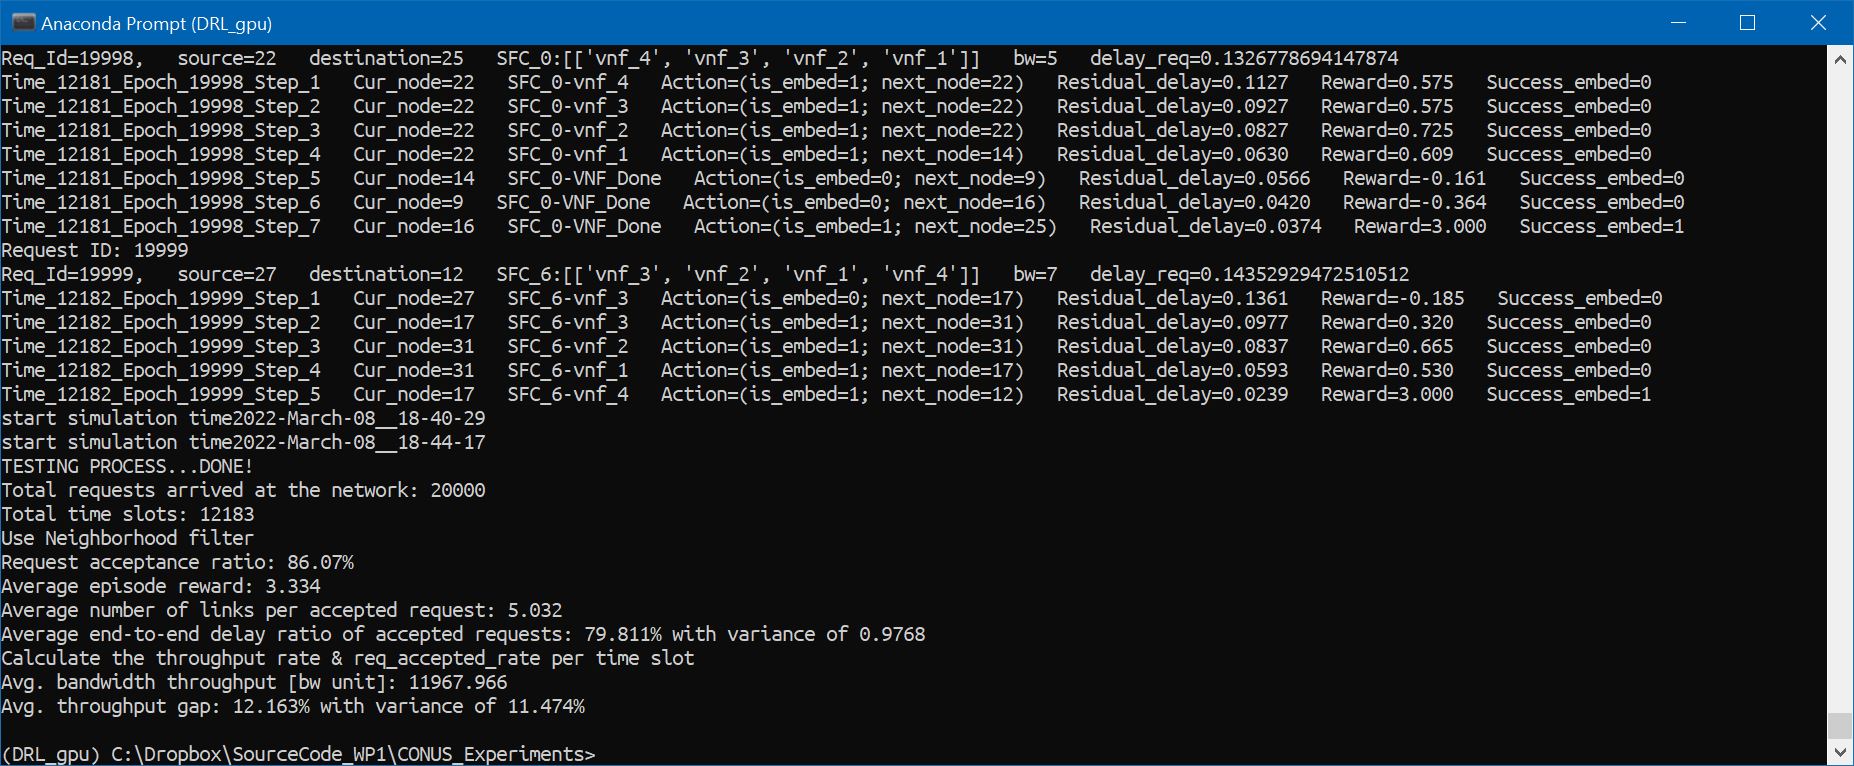 Anaconda Prompt (DRL_gpu)
Req_Id=19998,   source=22   destination=25   SFC_0:[['vnf_4', 'vnf_3', 'vnf_2', 'vnf_1']]   bw=5   delay_req=0.1326778694147874
Time_12181_Epoch_19998_Step_1   Cur_node=22   SFC_0-vnf_4   Action=(is_embed=1; next_node=22)   Residual_delay=0.1127   Reward=0.575   Success_embed=0
Time_12181_Epoch_19998_Step_2   Cur_node=22   SFC_0-vnf_3   Action=(is_embed=1; next_node=22)   Residual_delay=0.0927   Reward=0.575   Success_embed=0
Time_12181_Epoch_19998_Step_3   Cur_node=22   SFC_0-vnf_2   Action=(is_embed=1; next_node=22)   Residual_delay=0.0827   Reward=0.725   Success_embed=0
Time_12181_Epoch_19998_Step_4   Cur_node=22   SFC_0-vnf_1   Action=(is_embed=1; next_node=14)   Residual_delay=0.0630   Reward=0.609   Success_embed=0
Time_12181_Epoch_19998_Step_5   Cur_node=14   SFC_0-VNF_Done   Action=(is_embed=0; next_node=9)   Residual_delay=0.0566   Reward=-0.161   Success_embed=0
Time_12181_Epoch_19998_Step_6   Cur_node=9   SFC_0-VNF_Done   Action=(is_embed=0; next_node=16)   Residual_delay=0.0420   Reward=-0.364   Success_embed=0
Time_12181_Epoch_19998_Step_7   Cur_node=16   SFC_0-VNF_Done   Action=(is_embed=1; next_node=25)   Residual_delay=0.0374   Reward=3.000   Success_embed=1
Request ID: 19999
Req_Id=19999,   source=27   destination=12   SFC_6:[['vnf_3', 'vnf_2', 'vnf_1', 'vnf_4']]   bw=7   delay_req=0.14352929472510512
Time_12182_Epoch_19999_Step_1   Cur_node=27   SFC_6-vnf_3   Action=(is_embed=0; next_node=17)   Residual_delay=0.1361   Reward=-0.185   Success_embed=0
Time_12182_Epoch_19999_Step_2   Cur_node=17   SFC_6-vnf_3   Action=(is_embed=1; next_node=31)   Residual_delay=0.0977   Reward=0.320   Success_embed=0
Time_12182_Epoch_19999_Step_3   Cur_node=31   SFC_6-vnf_2   Action=(is_embed=1; next_node=31)   Residual_delay=0.0837   Reward=0.665   Success_embed=0
Time_12182_Epoch_19999_Step_4   Cur_node=31   SFC_6-vnf_1   Action=(is_embed=1; next_node=17)   Residual_delay=0.0593   Reward=0.530   Success_embed=0
Time_12182_Epoch_19999_Step_5   Cur_node=17   SFC_6-vnf_4   Action=(is_embed=1; next_node=12)   Residual_delay=0.0239   Reward=3.000   Success_embed=1
start simulation time2022-March-08__18-40-29
start simulation time2022-March-08__18-44-17
TESTING PROCESS...DONE!
Total requests arrived at the network: 20000
Total time slots: 12183
Use Neighborhood filter
Request acceptance ratio: 86.07%
Average episode reward: 3.334
Average number of links per accepted request: 5.032
Average end-to-end delay ratio of accepted requests: 79.811% with variance of 0.9768
Calculate the throughput rate & req_accepted_rate per time slot
Avg. bandwidth throughput [bw unit]: 11967.966
Avg. throughput gap: 12.163% with variance of 11.474%
(DRL_gpu) C:\Dropbox\SourceCode_WP1\CONUS_Experiments>